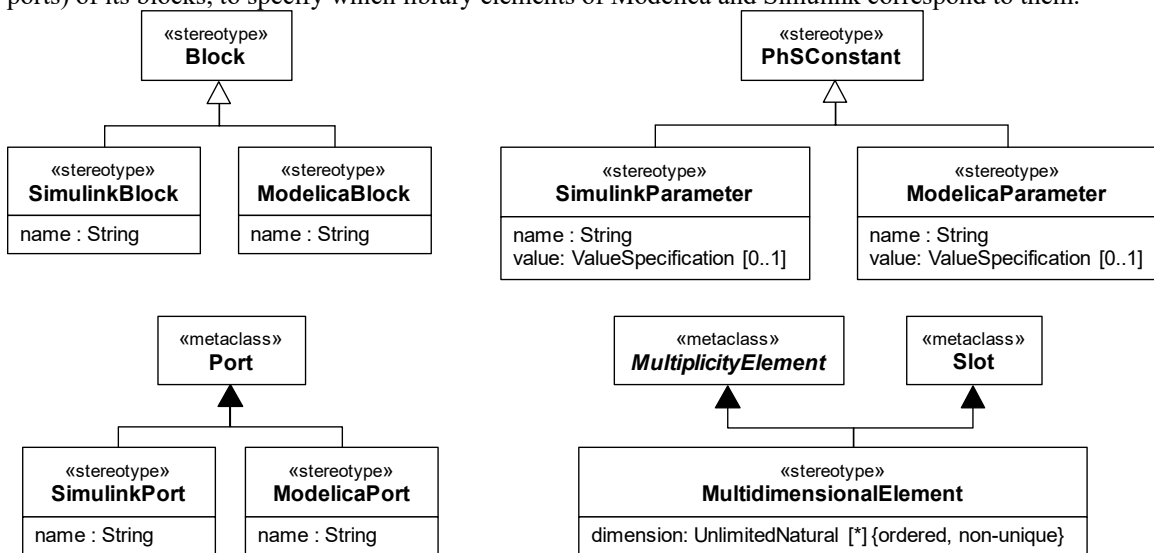 ports) of its blocks, to specify which library elements of Modelica and Simulink correspond to them.
«stereotype»
Block
«stereotype»
PhSConstant
«stereotype»
SimulinkBlock
name : String
«stereotype»
ModelicaBlock
name : String
«stereotype»
SimulinkParameter
name : String
value: ValueSpecification [0..1]
«stereotype»
ModelicaParameter
name : String
value: ValueSpecification [0..1]
«metaclass»
Port
«metaclass»
MultiplicityElement
«metaclass»
Slot
«stereotype»
SimulinkPort
name : String
«stereotype»
ModelicaPort
name : String
«stereotype»
MultidimensionalElement
dimension: UnlimitedNatural [*] {ordered, non-unique}